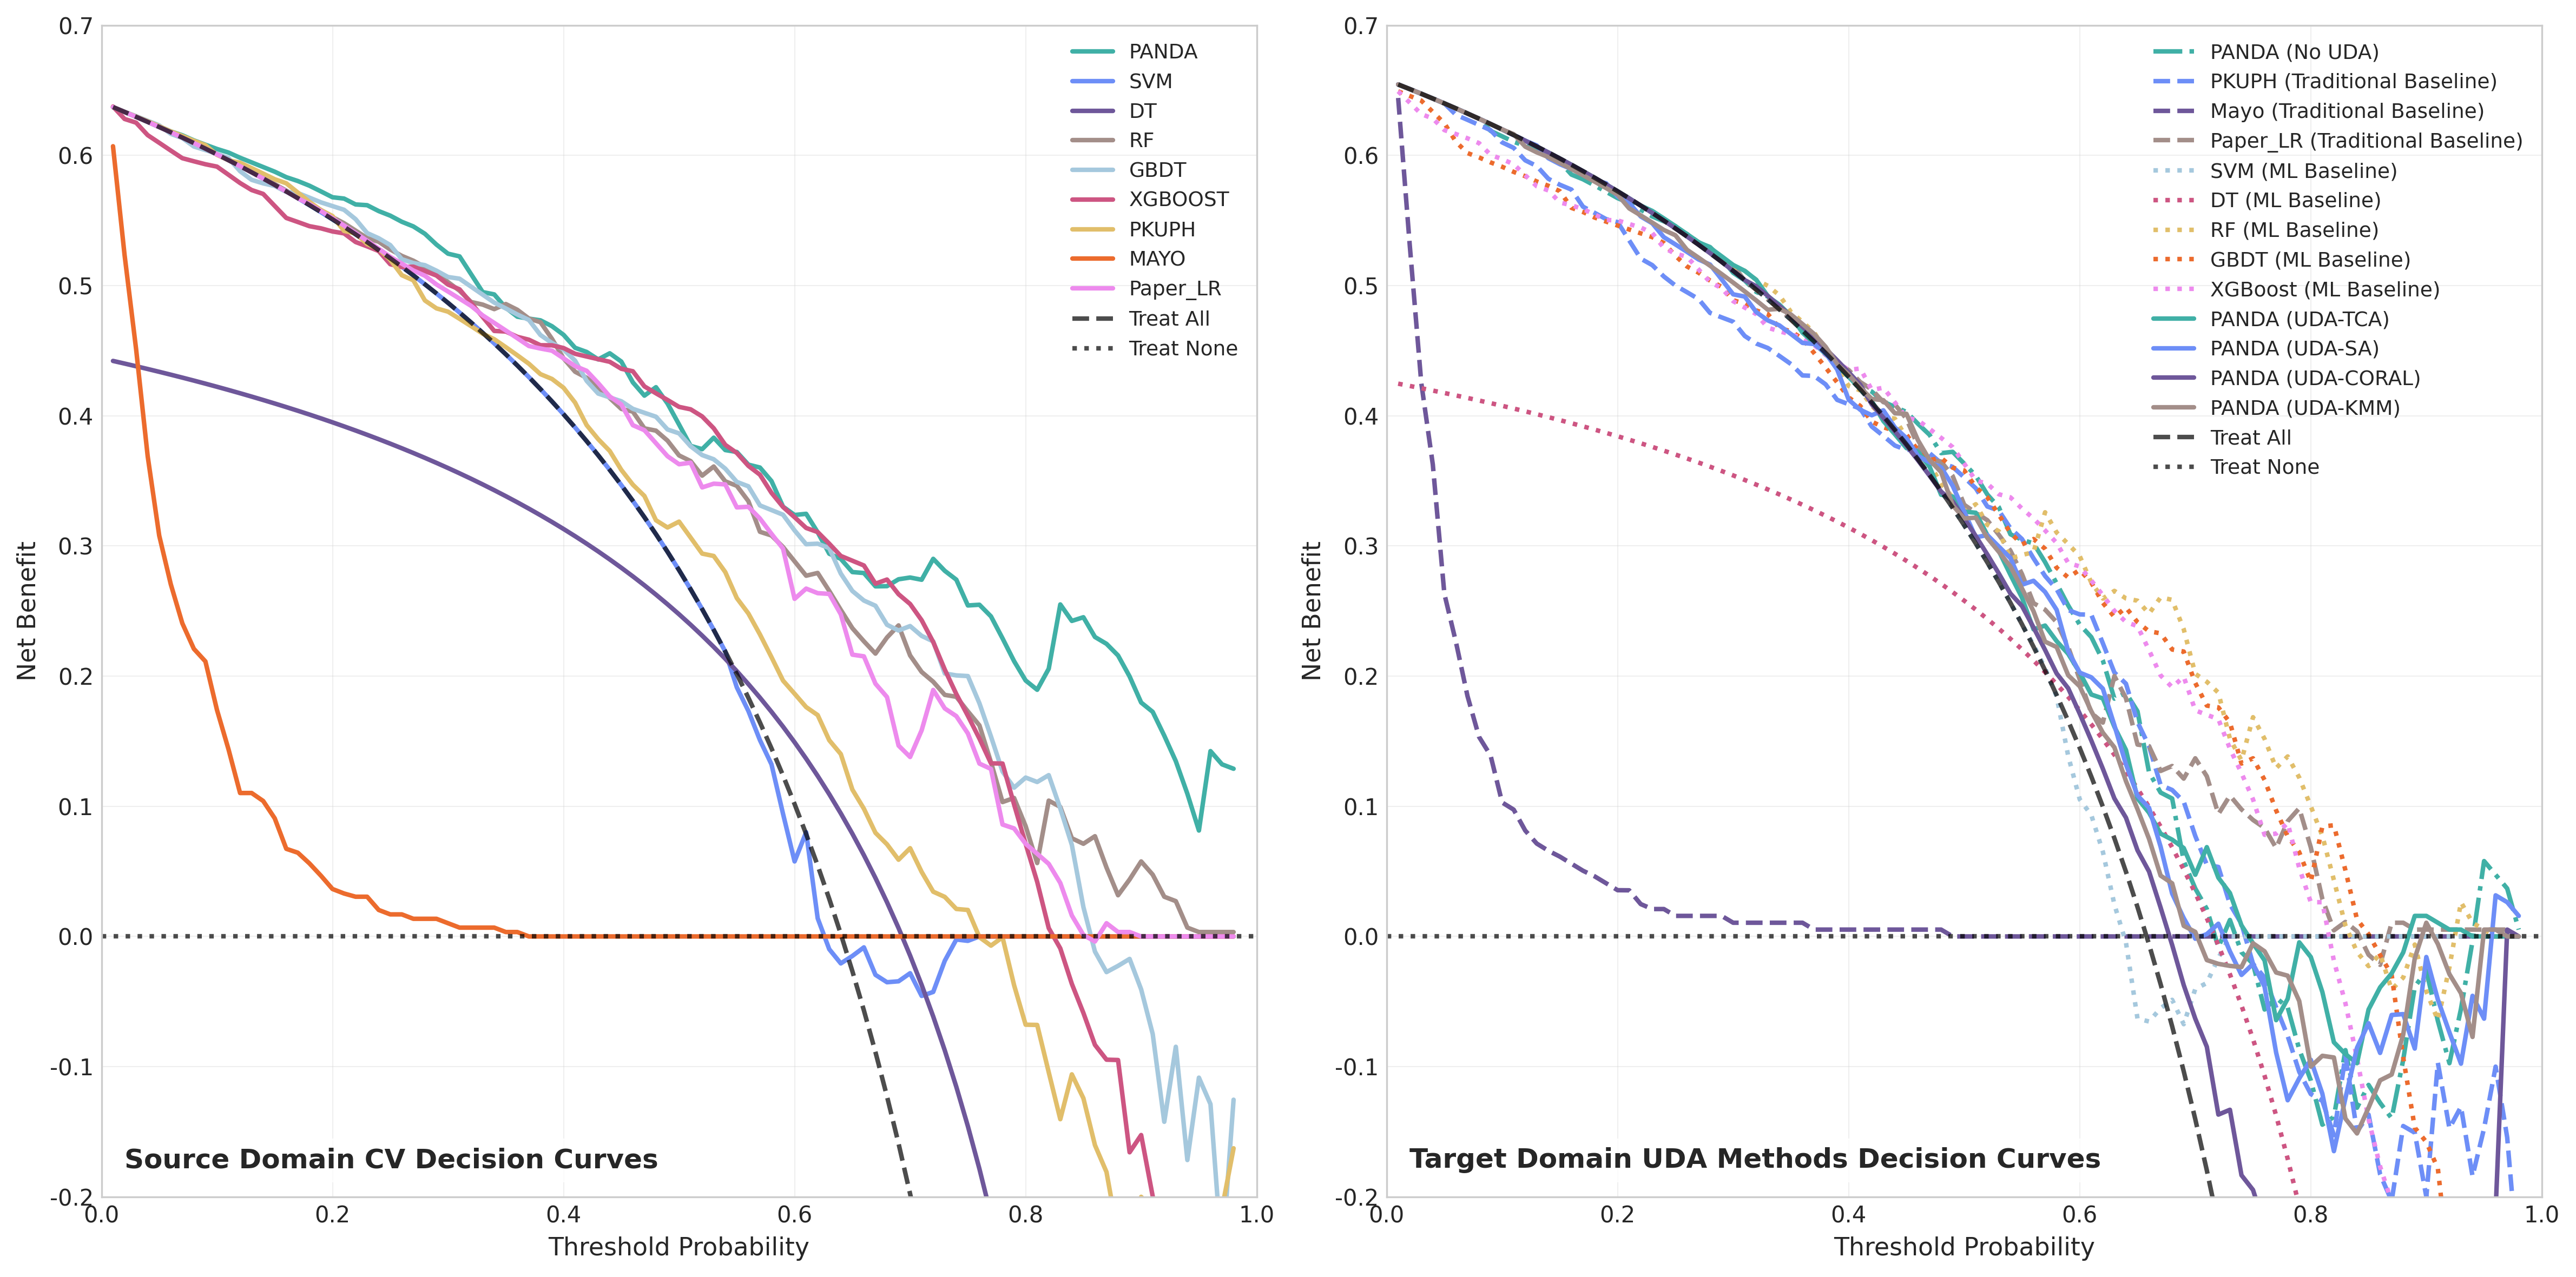 0.7
0.6
0.5
0.4
0.3
0.2
0.1
0.0
-0.1
-0.2
Net Benefit
PANDA
SVM
DT
RF
GBDT
XGBOOST
PKUPH
MAYO
Paper_LR
Treat All
Treat None
Source Domain CV Decision Curves
0.0 0.2 0.4 0.6 0.8 1.0
Threshold Probability
0.7
0.6
0.5
0.4
0.3
0.2
0.1
0.0
-0.1
-0.2
Net Benefit
PANDA (No UDA)
PKUPH (Traditional Baseline)
Mayo (Traditional Baseline)
Paper_LR (Traditional Baseline)
SVM (ML Baseline)
DT (ML Baseline)
RF (ML Baseline)
GBDT (ML Baseline)
XGBoost (ML Baseline)
PANDA (UDA-TCA)
PANDA (UDA-SA)
PANDA (UDA-CORAL)
PANDA (UDA-KMM)
Treat All
Treat None
Target Domain UDA Methods Decision Curves
0.0 0.2 0.4 0.6 0.8 1.0
Threshold Probability